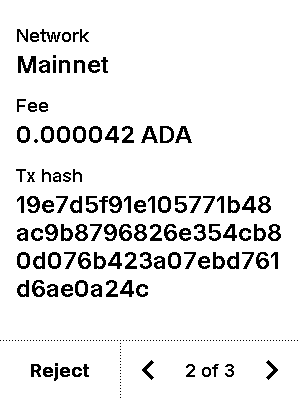 Network
Mainnet
Fee
0.000042 ADA
Tx hash
19e7d5f91e105771b48
ac9b8796826e354cb8
0d076b423a07ebd761
d6ae0a24c
Reject
2 of 3